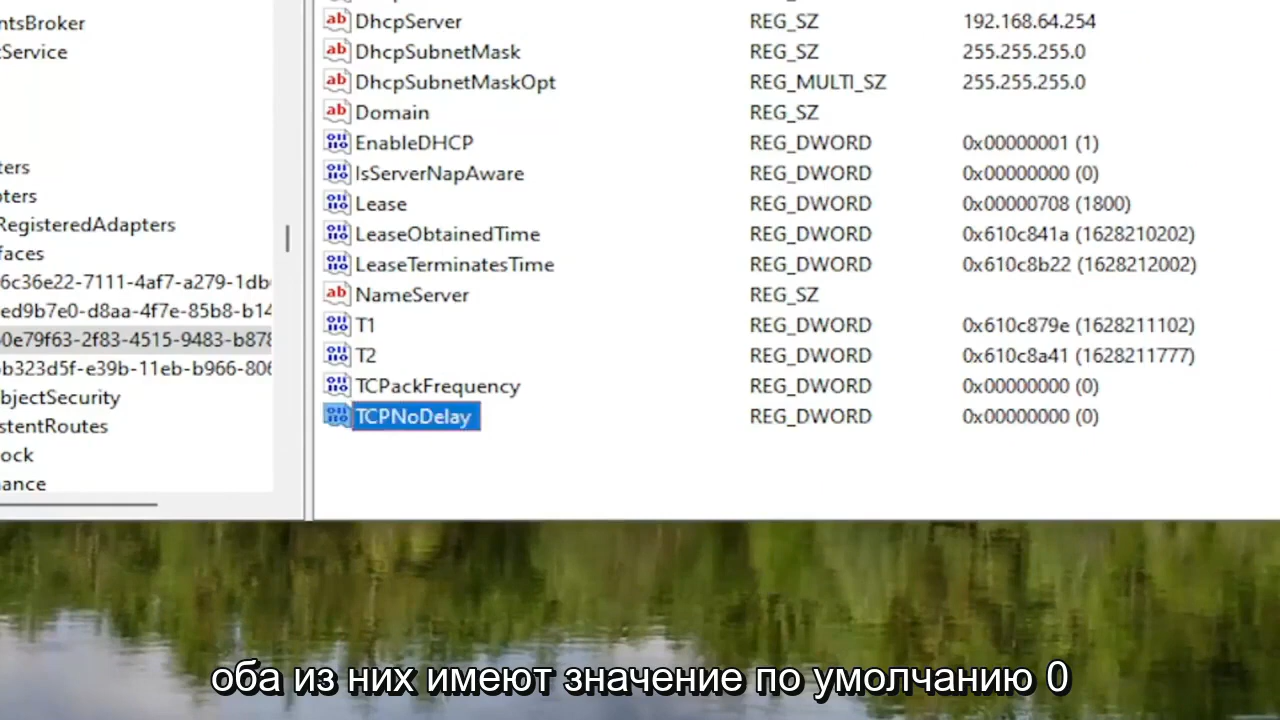 ntsBroker
Service
ters
oters
RegisteredAdapters
faces
6c36e22-7111-4af7-a279-1db
ed9b7e0-d8aa-4f7e-85b8-b14
0e79f63-2f83-4515-9483-b878
b323d5f-e39b-11eb-b966-806
bjectSecurity
stentRoutes
ock
nance
DhcpServer REG_SZ 192.168.64.254
DhcpSubnetMask REG_SZ 255.255.255.0
DhcpSubnetMaskOpt REG_MULTI_SZ 255.255.255.0
Domain REG_SZ
EnableDHCP REG_DWORD 0x00000001 (1)
IsServerNapAware REG_DWORD 0x00000000 (0)
Lease REG_DWORD 0x00000708 (1800)
LeaseObtainedTime REG_DWORD 0x610c841a (1628210202)
LeaseTerminatesTime REG_DWORD 0x610c8b22 (1628212002)
NameServer REG_SZ
T1 REG_DWORD 0x610c879e (1628211102)
T2 REG_DWORD 0x610c8a41 (1628211777)
TCPackFrequency REG_DWORD 0x00000000 (0)
TCPNoDelay REG_DWORD 0x00000000 (0)
оба из них имеют значение по умолчанию 0